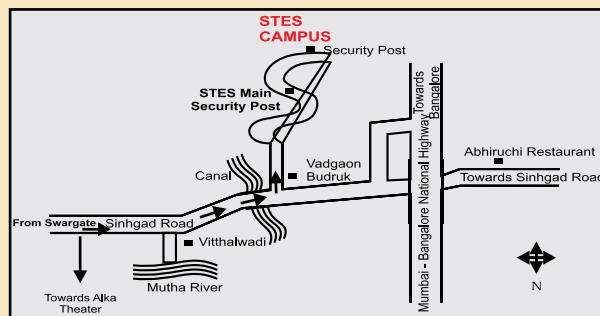 STES
CAMPUS
Security Post
STES Main
Security Post
Towards
Bangalore
Mumbai - Bangalore National Highway
Abhiruchi Restaurant
Towards Sinhgad Road
Canal
Vadgaon
Budruk
From Swargate
Sinhgad Road
Vitthalwadi
Mutha River
Towards Alka
Theater
N